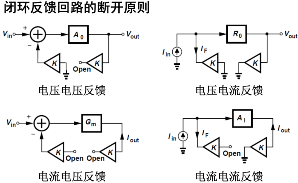 闭环反馈回路的断开原则
Vin + A0 Vout
−
K K
Open
电压电压反馈
R0 Vout
Iin IF
K K
Open
电压电流反馈
Vin + Gm
−
Iout
K K
Open
电流电压反馈
AI
Iin IF Iout
K K
Open
电流电流反馈